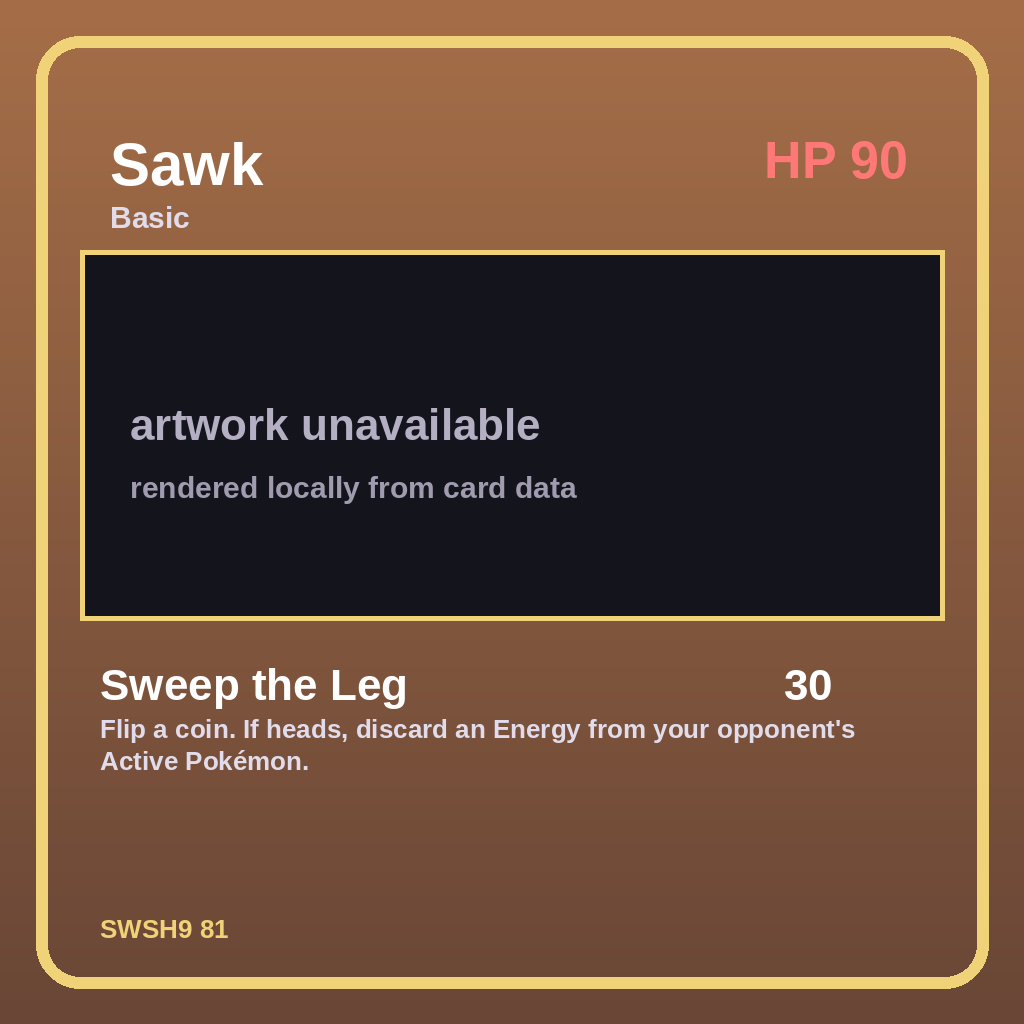 Sawk
HP 90
Basic
artwork unavailable
rendered locally from card data
Sweep the Leg
30
Flip a coin. If heads, discard an Energy from your opponent's
Active Pokémon.
SWSH9 81